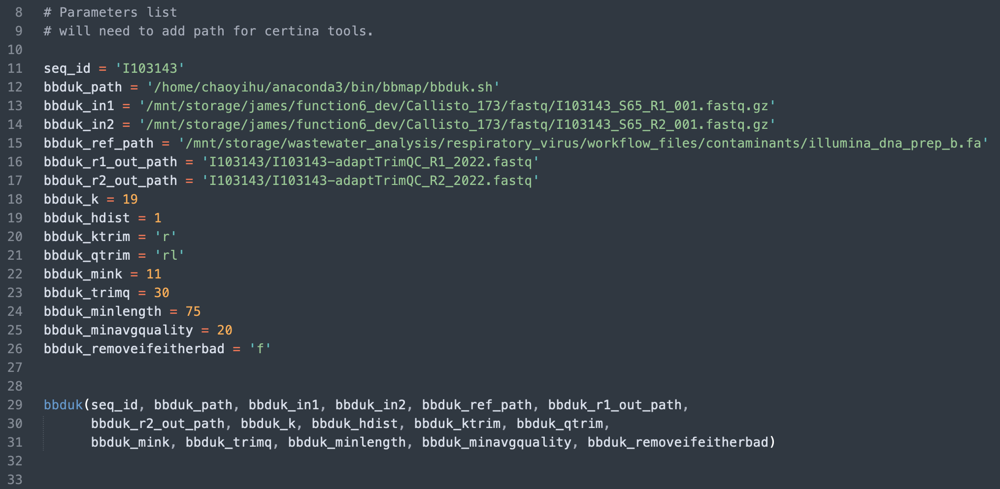 8 # Parameters list
9 # will need to add path for certina tools.
10
11 seq_id = 'I103143'
12 bbduk_path = '/home/chaoyihu/anaconda3/bin/bbmap/bbduk.sh'
13 bbduk_in1 = '/mnt/storage/james/function6_dev/Callisto_173/fastq/I103143_S65_R1_001.fastq.gz'
14 bbduk_in2 = '/mnt/storage/james/function6_dev/Callisto_173/fastq/I103143_S65_R2_001.fastq.gz'
15 bbduk_ref_path = '/mnt/storage/wastewater_analysis/respiratory_virus/workflow_files/contaminants/illumina_dna_prep_b.fa'
16 bbduk_r1_out_path = 'I103143/I103143-adaptTrimQC_R1_2022.fastq'
17 bbduk_r2_out_path = 'I103143/I103143-adaptTrimQC_R2_2022.fastq'
18 bbduk_k = 19
19 bbduk_hdist = 1
20 bbduk_ktrim = 'r'
21 bbduk_qtrim = 'rl'
22 bbduk_mink = 11
23 bbduk_trimq = 30
24 bbduk_minlength = 75
25 bbduk_minavgquality = 20
26 bbduk_removeifeitherbad = 'f'
27
28
29 bbduk(seq_id, bbduk_path, bbduk_in1, bbduk_in2, bbduk_ref_path, bbduk_r1_out_path,
30       bbduk_r2_out_path, bbduk_k, bbduk_hdist, bbduk_ktrim, bbduk_qtrim,
31       bbduk_mink, bbduk_trimq, bbduk_minlength, bbduk_minavgquality, bbduk_removeifeitherbad)
32
33